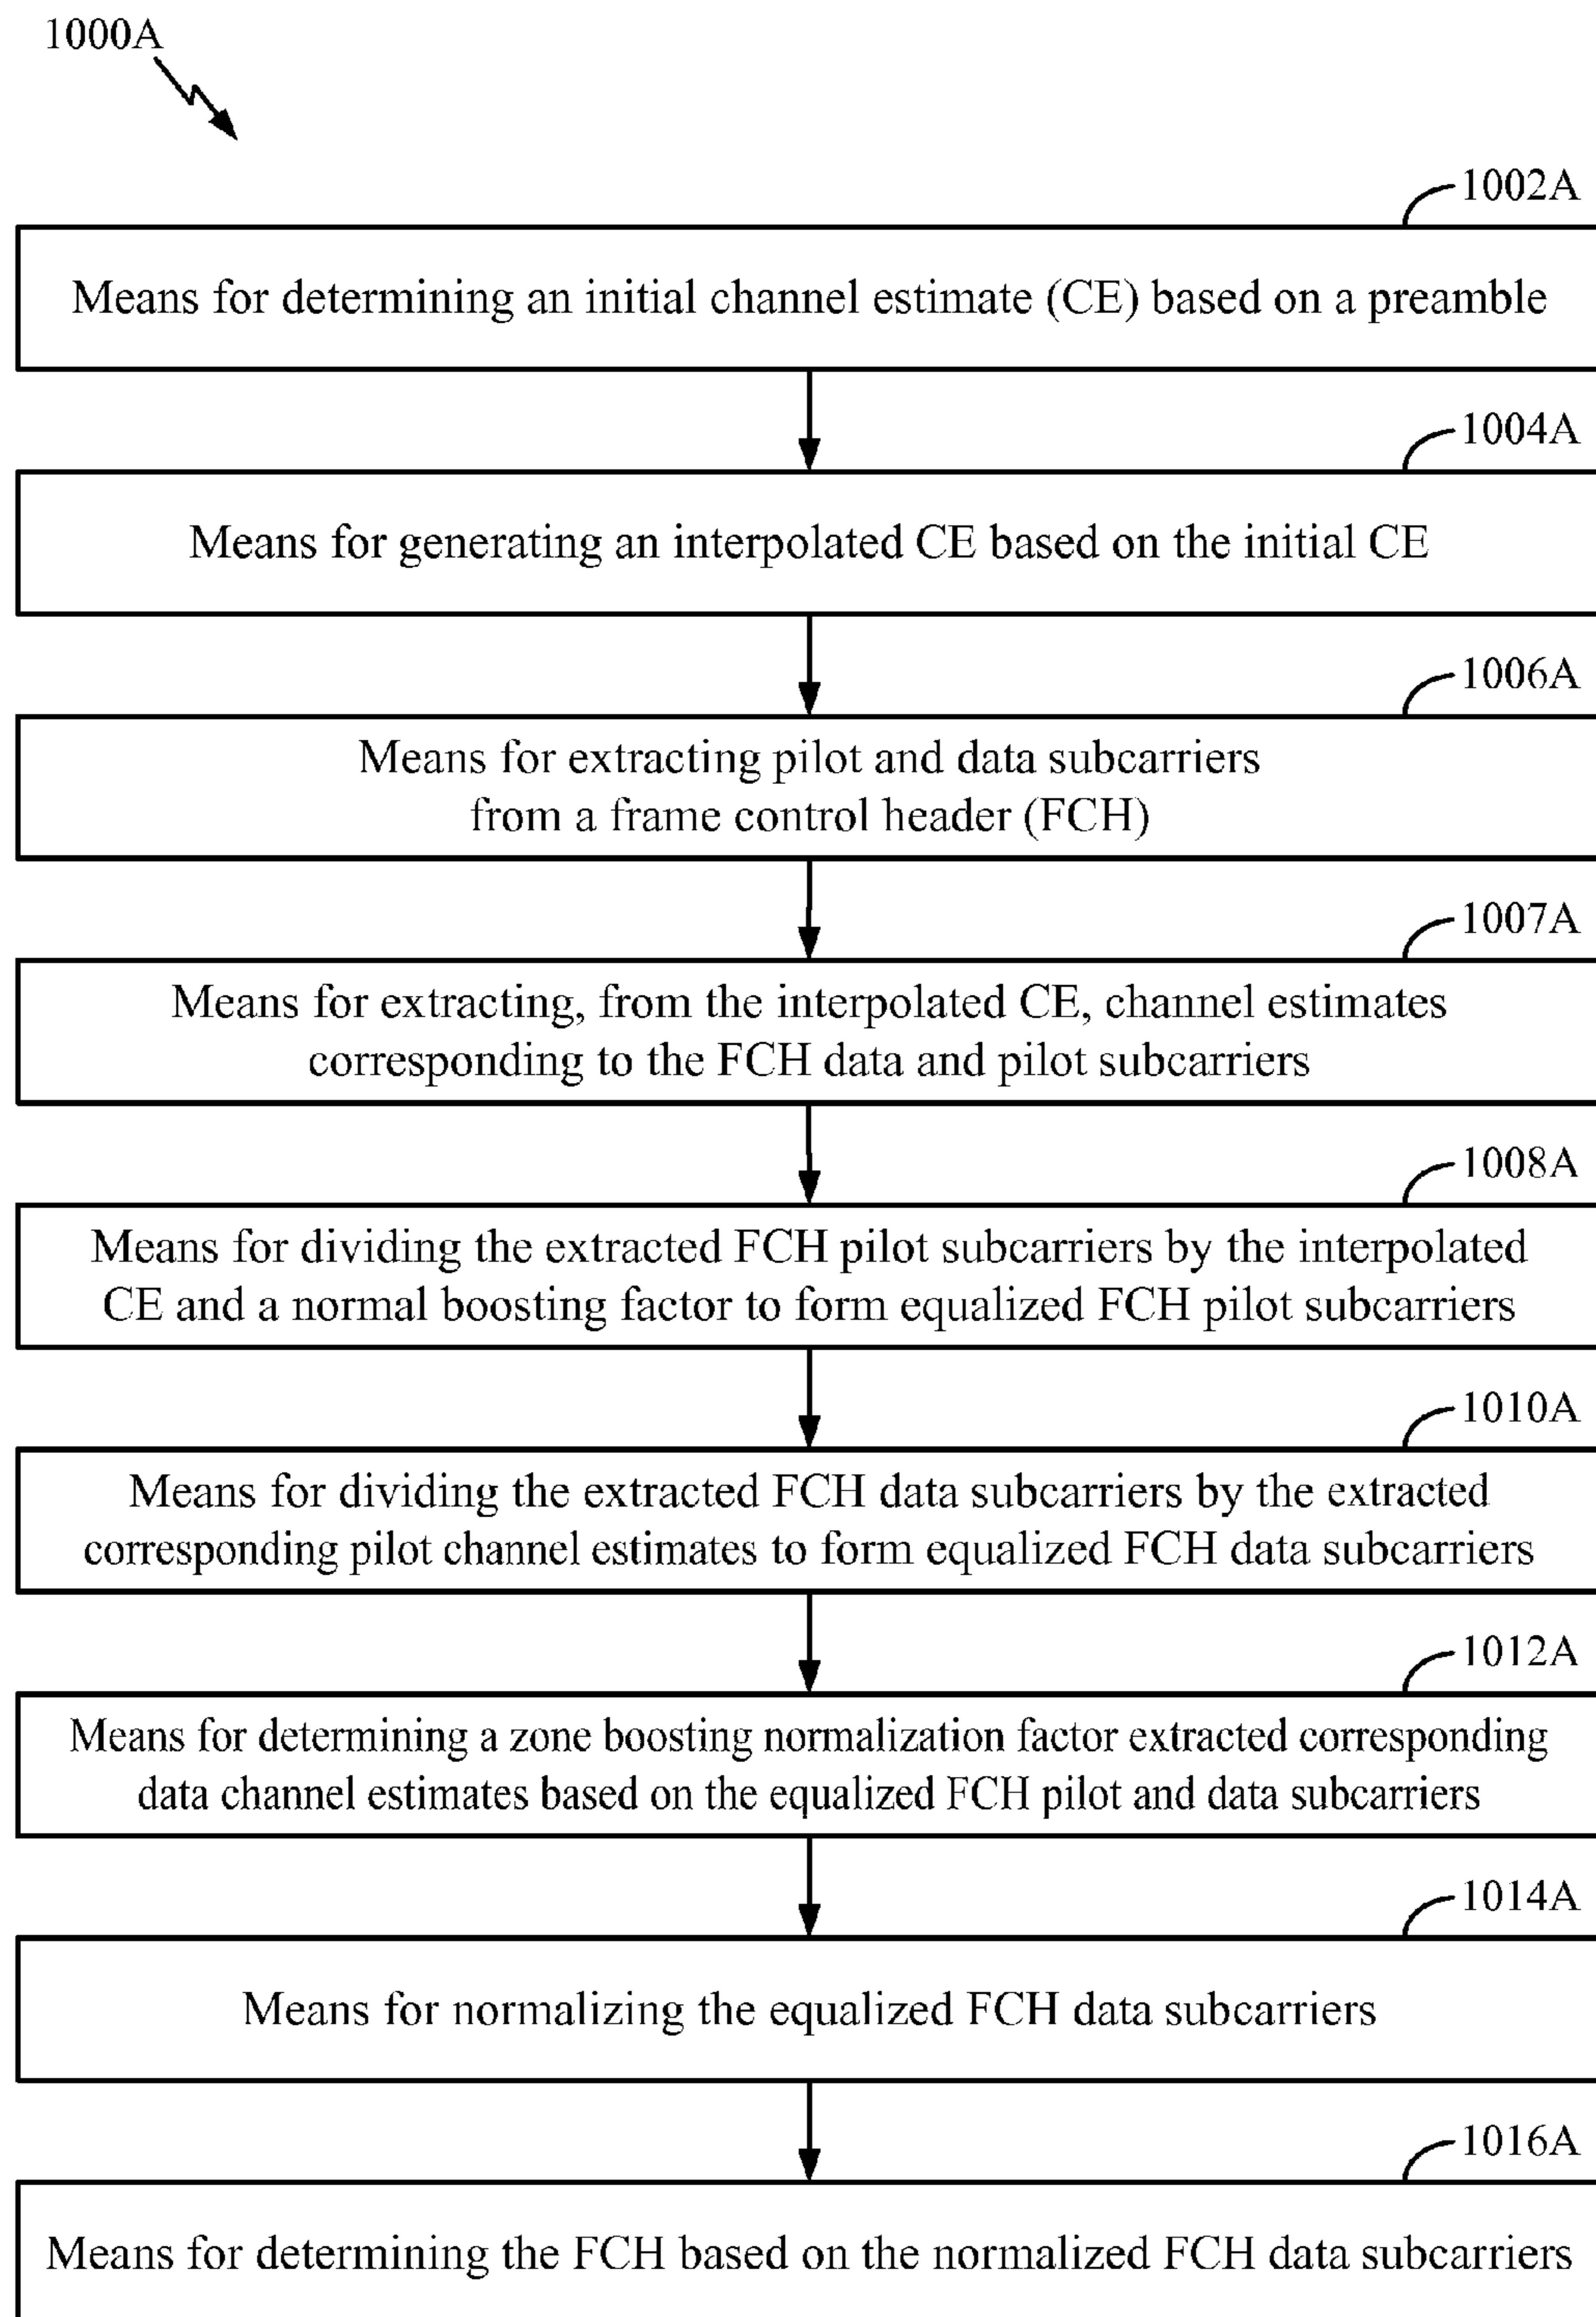 1000A
1002A
Means for determining an initial channel estimate (CE) based on a preamble
1004A
Means for generating an interpolated CE based on the initial CE
1006A
Means for extracting pilot and data subcarriers
from a frame control header (FCH)
1007A
Means for extracting, from the interpolated CE, channel estimates
corresponding to the FCH data and pilot subcarriers
1008A
Means for dividing the extracted FCH pilot subcarriers by the interpolated
CE and a normal boosting factor to form equalized FCH pilot subcarriers
1010A
Means for dividing the extracted FCH data subcarriers by the extracted
corresponding pilot channel estimates to form equalized FCH data subcarriers
1012A
Means for determining a zone boosting normalization factor extracted corresponding
data channel estimates based on the equalized FCH pilot and data subcarriers
1014A
Means for normalizing the equalized FCH data subcarriers
1016A
Means for determining the FCH based on the normalized FCH data subcarriers